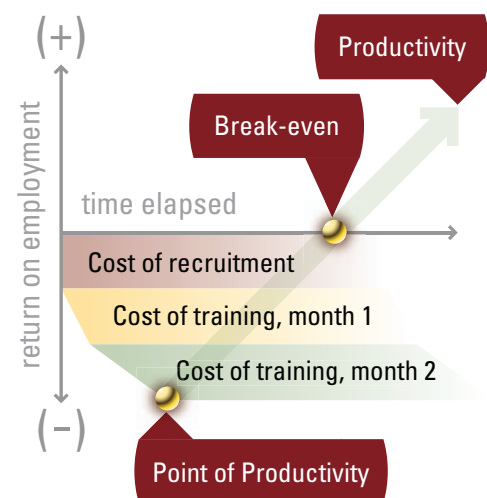 (+)
Productivity
Break-even
return on employment
time elapsed
Cost of recruitment
Cost of training, month 1
Cost of training, month 2
(–)
Point of Productivity